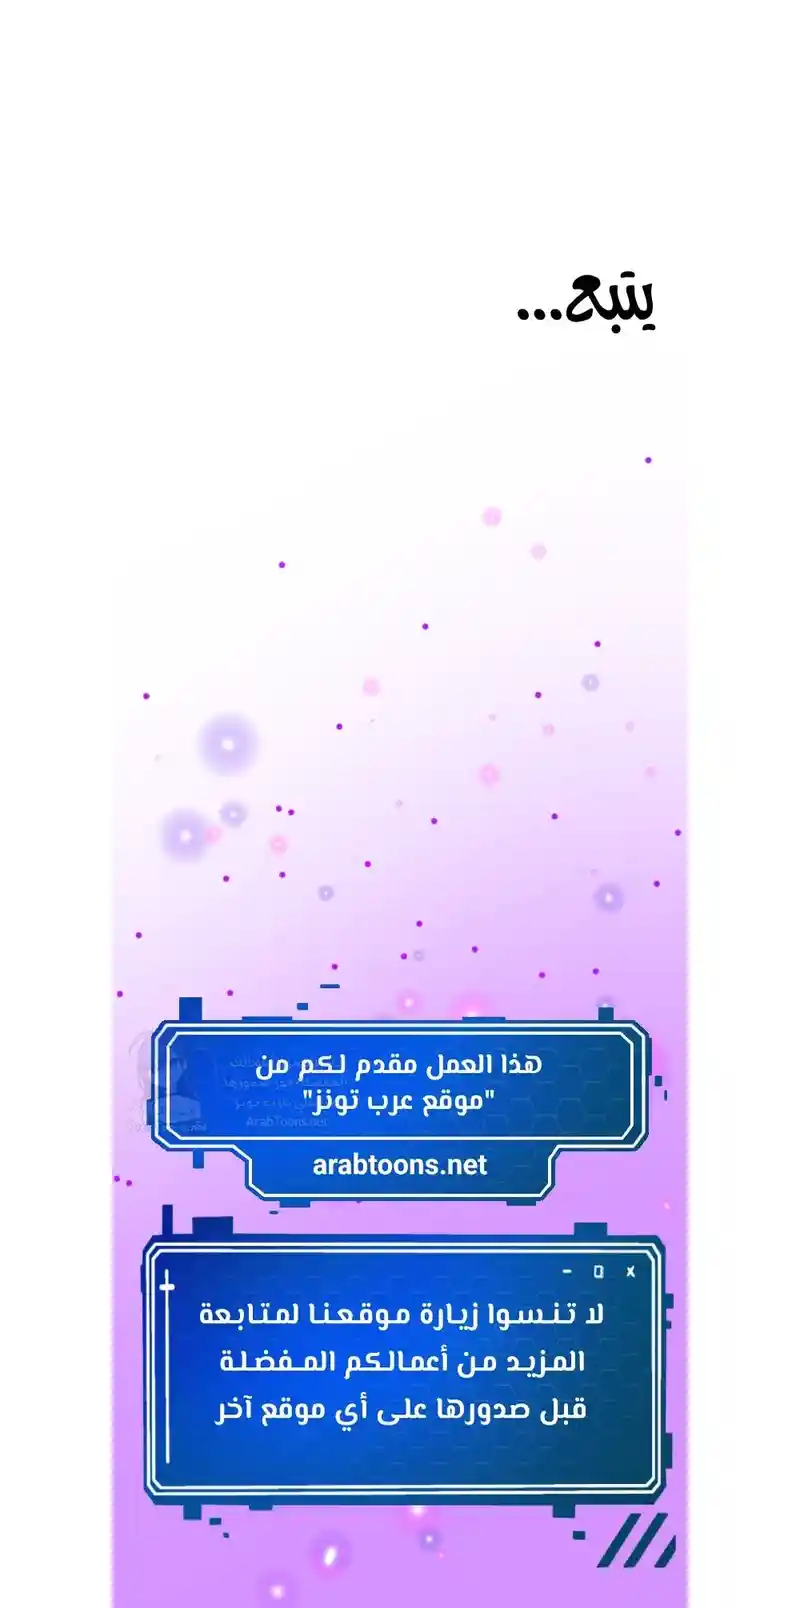 يتبع...
هذا العمل مقدم لكم من
"موقع عرب تونز"
arabtoons.net
لا تنسوا زيارة موقعنا لمتابعة
المزيد من أعمالكم المفضلة
قبل صدورها على أي موقع آخر